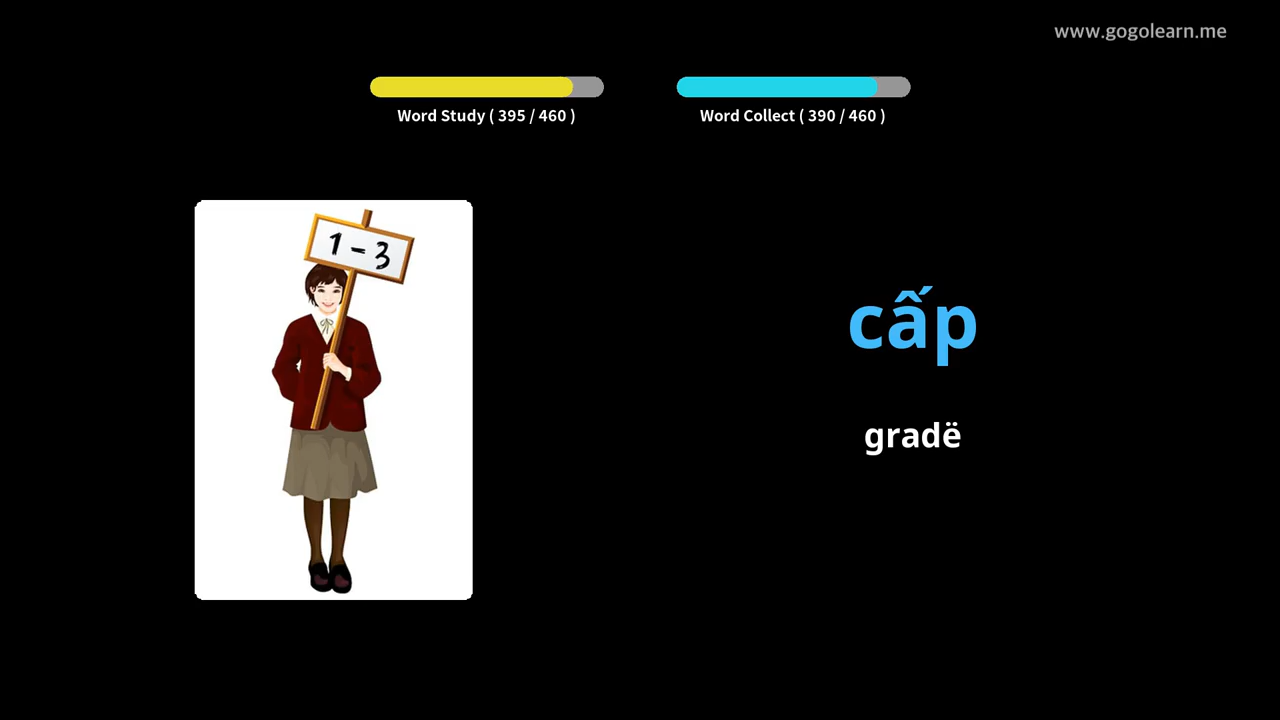 www.gogolearn.me
Word Study ( 395 / 460 )
Word Collect ( 390 / 460 )
1 - 3
cấp
gradë